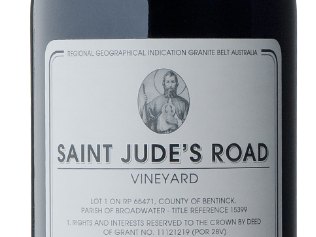 REGIONAL GEOGRAPHICAL INDICATION GRANITE BELT AUSTRALIA
SAINT JUDE'S ROAD
VINEYARD
LOT 1 ON RP 66471, COUNTY OF BENTINCK,
PARISH OF BROADWATER - TITLE REFERENCE 15399
1. RIGHTS AND INTERESTS RESERVED TO THE CROWN BY DEED
OF GRANT NO. 11121219 (POR 28V)